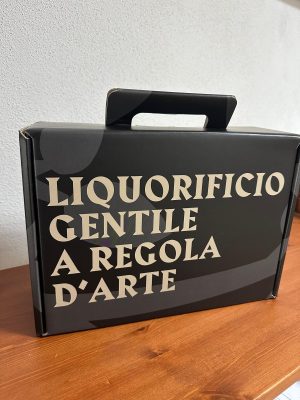 LIQUORIFICIO
GENTILE
A REGOLA
D'ARTE